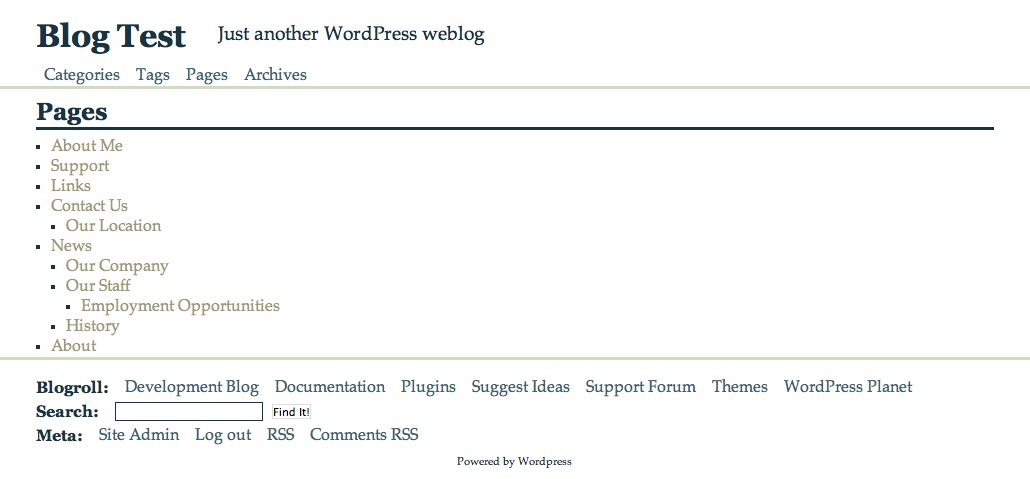 Blog Test Just another WordPress weblog
Categories Tags Pages Archives
Pages
About Me
Support
Links
Contact Us
Our Location
News
Our Company
Our Staff
Employment Opportunities
History
About
Blogroll: Development Blog Documentation Plugins Suggest Ideas Support Forum Themes WordPress Planet
Search: Find It!
Meta: Site Admin Log out RSS Comments RSS
Powered by Wordpress